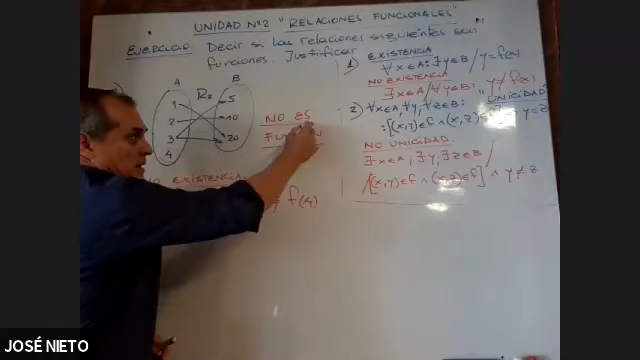 UNIDAD Nº2 "RELACIONES FUNCIONALES"
EJERCICIO: Decir si las relaciones siguientes son
funciones. Justificar
A B
R₂
1 5
2 10
3 20
4
NO ES
NO EXISTENCIA:
≠ f(4)
1) EXISTENCIA
∀x∈A: ∃y∈B / y=f(x)
NO EXISTENCIA
∃x∈A / ∀y∈B: y≠f(x)
"UNICIDAD
2) ∀x∈A, ∀y, ∀z∈B:
:[(x,y)∈f ∧ (x,z)∈f] y=z
NO UNICIDAD
∃x∈A, ∃y, ∃z∈B /
/[(x,y)∈f ∧ (x,z)∈f] ∧ y≠z
JOSÉ NIETO